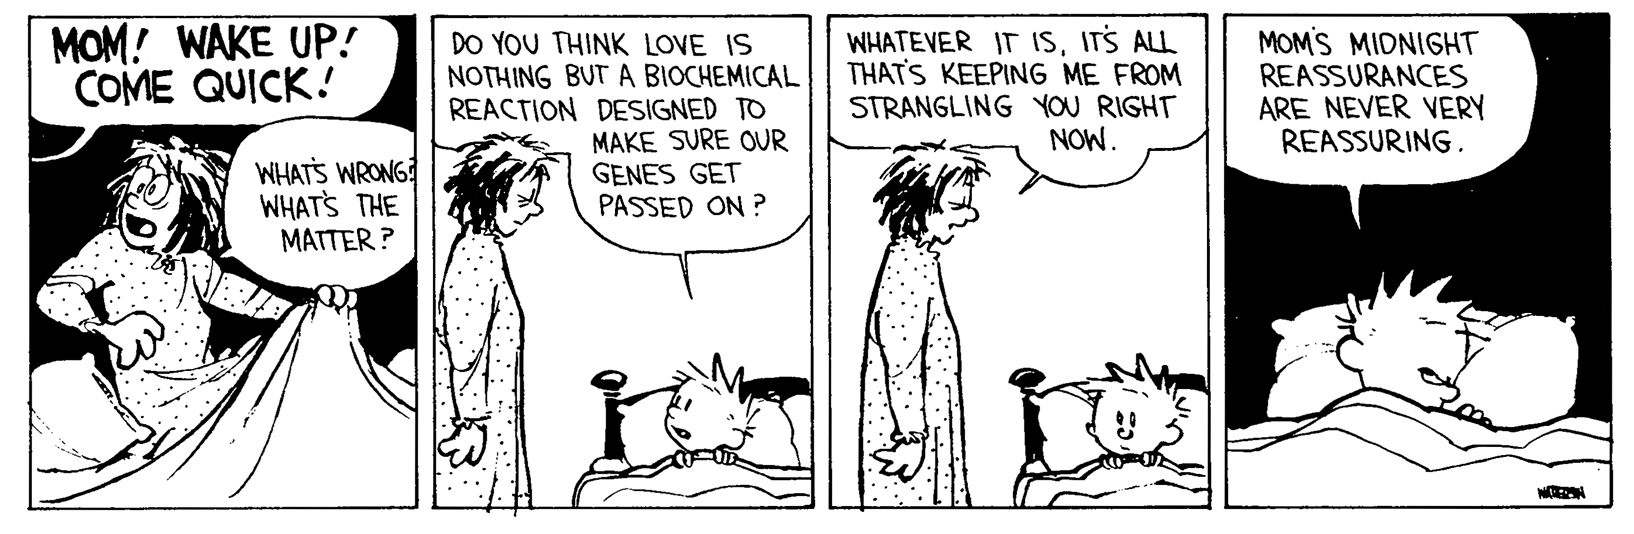 MOM! WAKE UP!
COME QUICK!
WHAT'S WRONG?
WHAT'S THE
MATTER?
DO YOU THINK LOVE IS
NOTHING BUT A BIOCHEMICAL
REACTION DESIGNED TO
MAKE SURE OUR
GENES GET
PASSED ON?
WHATEVER IT IS, IT'S ALL
THAT'S KEEPING ME FROM
STRANGLING YOU RIGHT
NOW.
MOM'S MIDNIGHT
REASSURANCES
ARE NEVER VERY
REASSURING.
WATTERSON